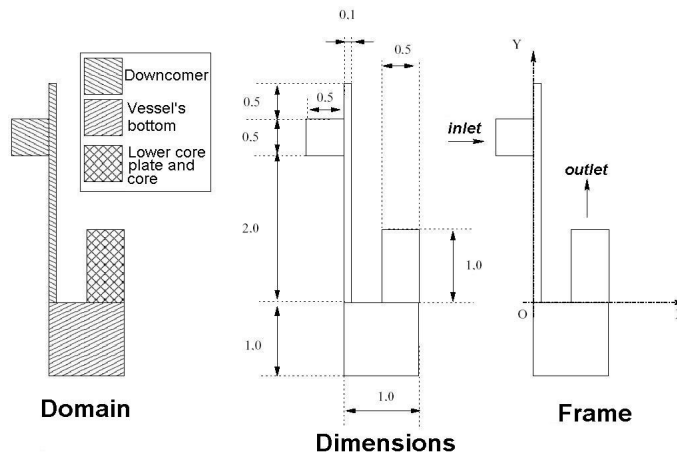 Downcomer
Vessel's
bottom
Lower core
plate and
core
Domain
0.1
0.5
0.5
0.5
0.5
2.0
1.0
1.0
1.0
Dimensions
Y
inlet
outlet
O
Frame